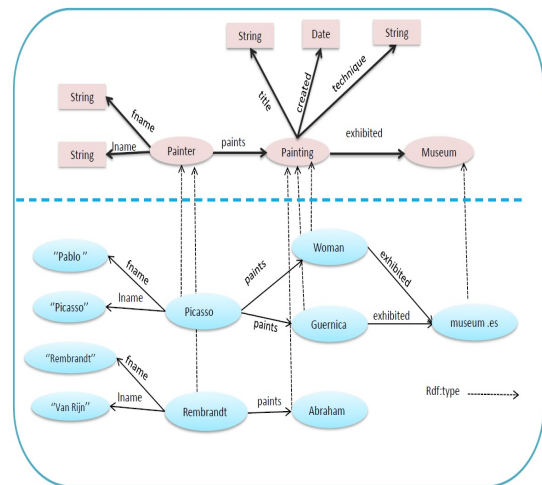 String
Date
String
title
created
technique
String
fname
String
lname
Painter
paints
Painting
exhibited
Museum
"Pablo "
fname
"Picasso"
lname
Picasso
paints
paints
Woman
Guernica
exhibited
exhibited
museum .es
"Rembrandt"
fname
"Van Rijn"
lname
Rembrandt
paints
Abraham
Rdf:type